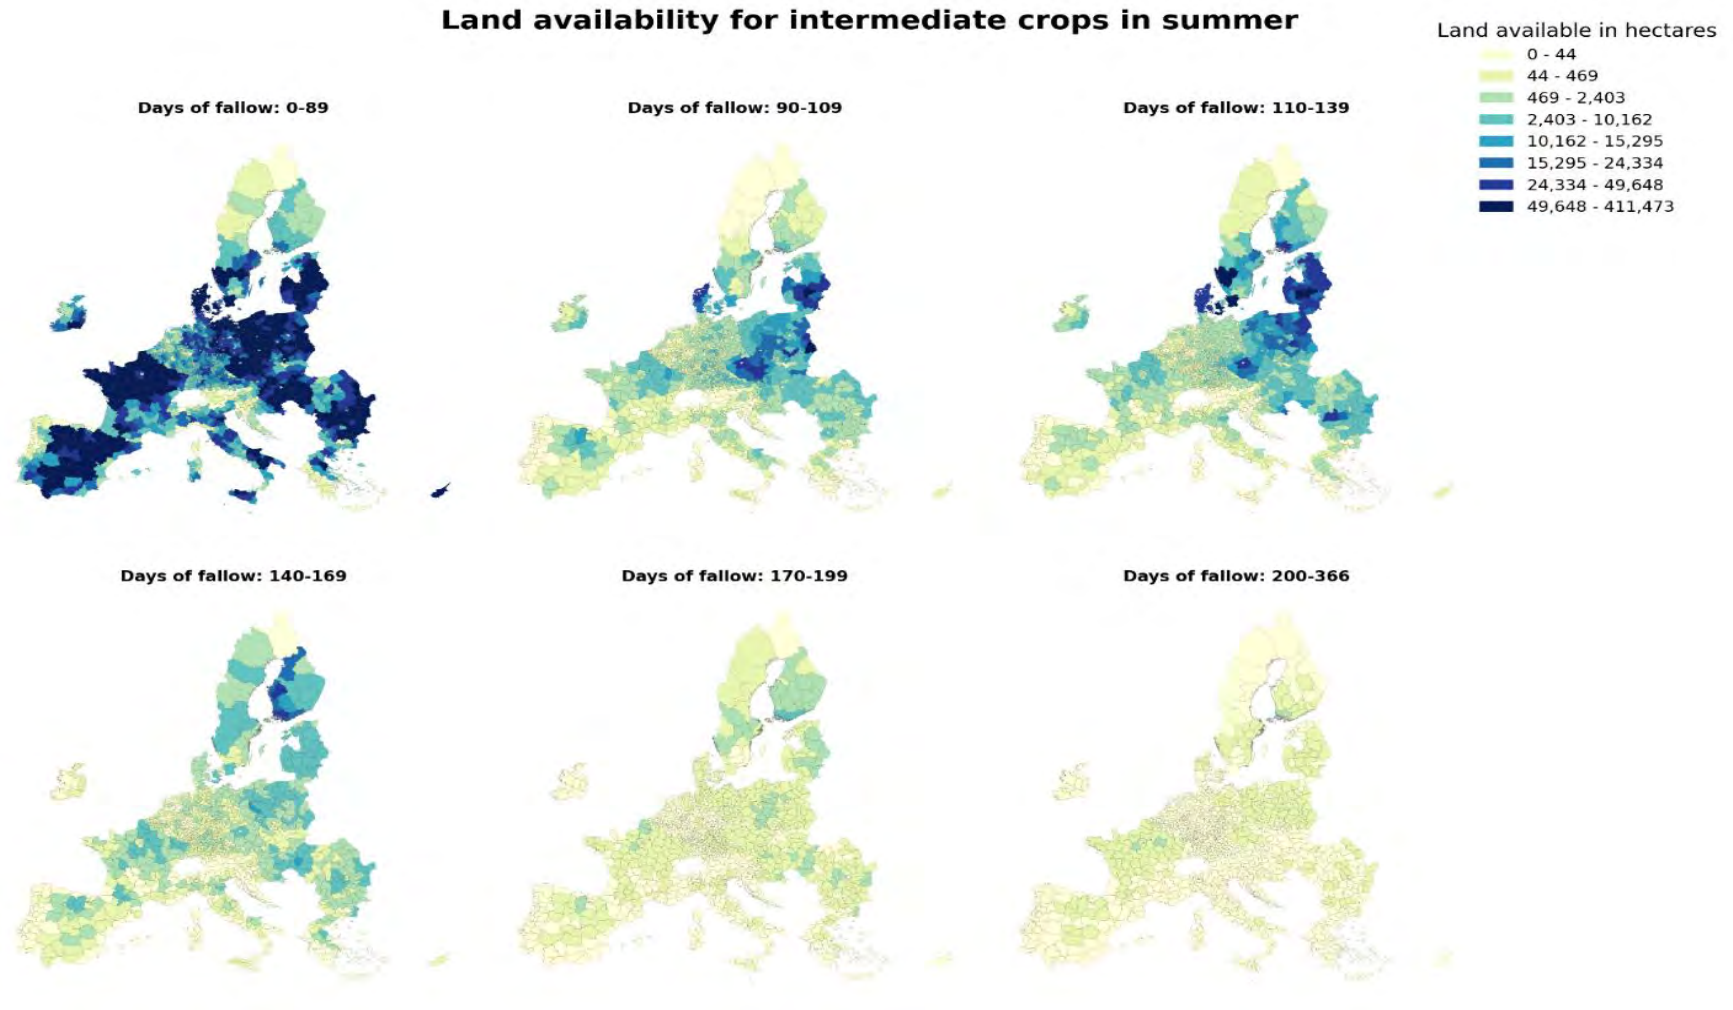 Land availability for intermediate crops in summer
Land available in hectares
0 - 44
44 - 469
469 - 2,403
2,403 - 10,162
10,162 - 15,295
15,295 - 24,334
24,334 - 49,648
49,648 - 411,473
Days of fallow: 0-89
Days of fallow: 90-109
Days of fallow: 110-139
Days of fallow: 140-169
Days of fallow: 170-199
Days of fallow: 200-366